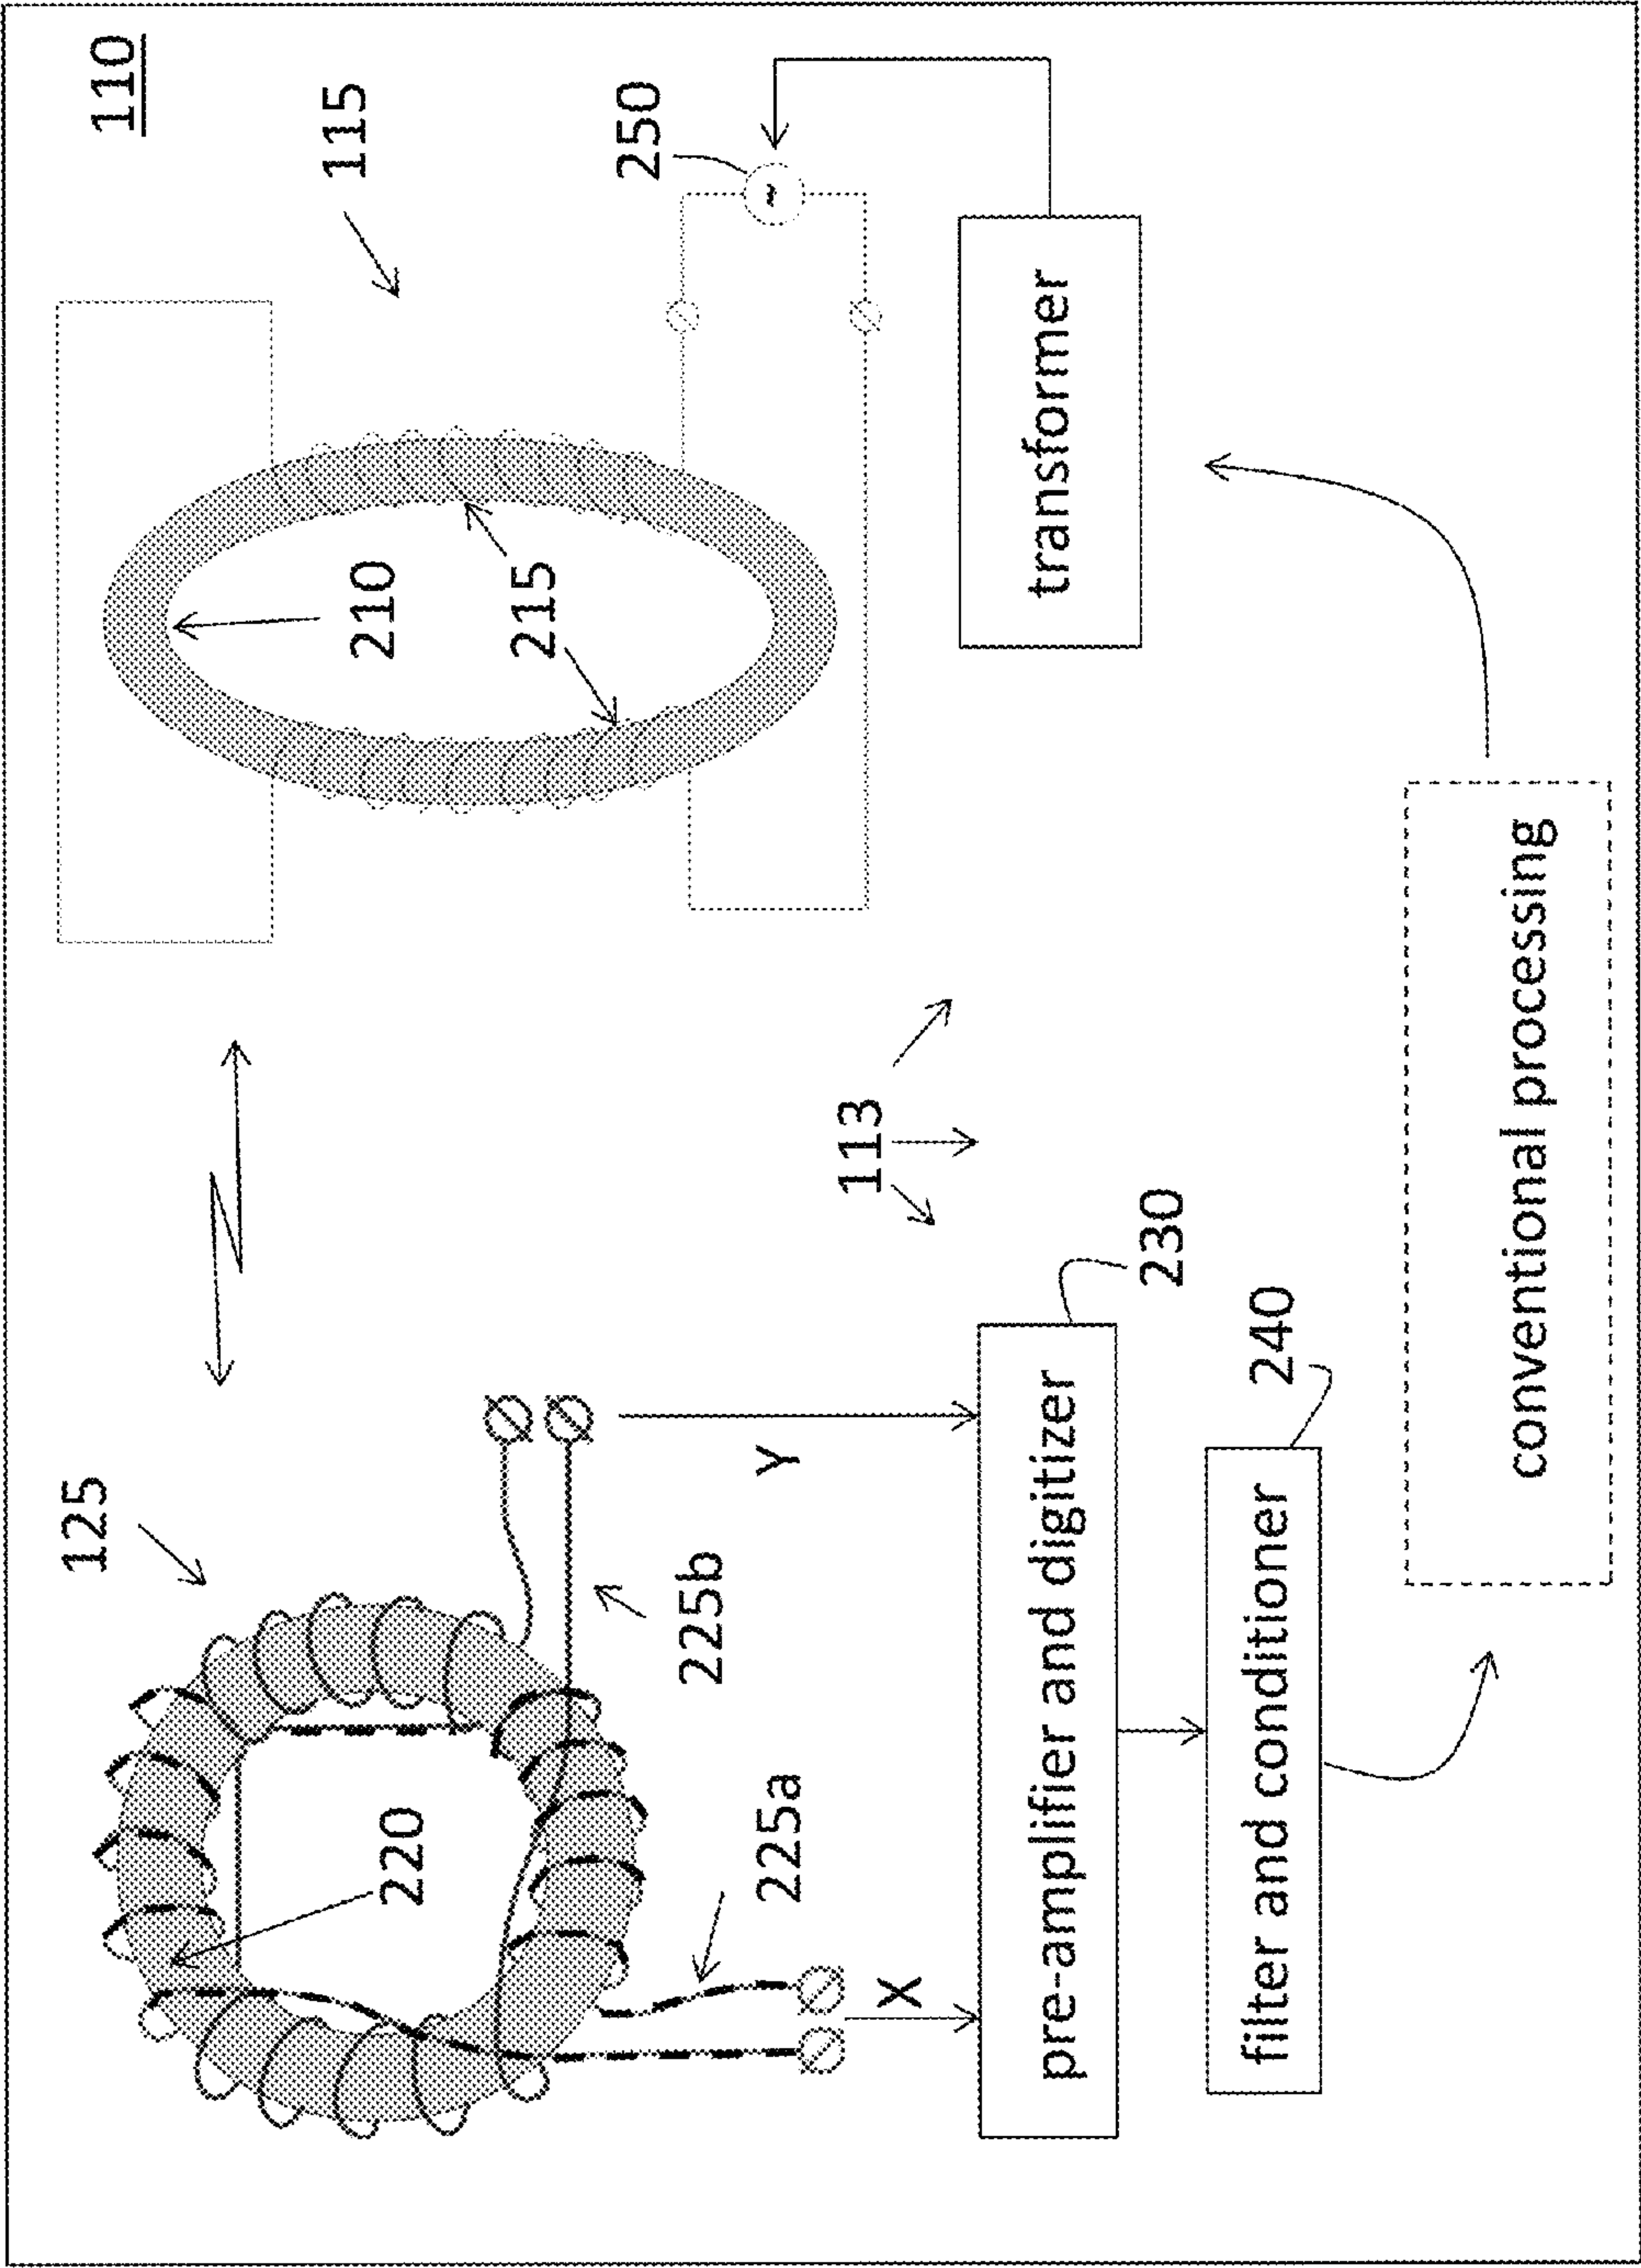 110
125
115
220
210
225b
215
250
225a
Y
X
113
pre-amplifier and digitizer
230
transformer
filter and conditioner
240
conventional processing
~